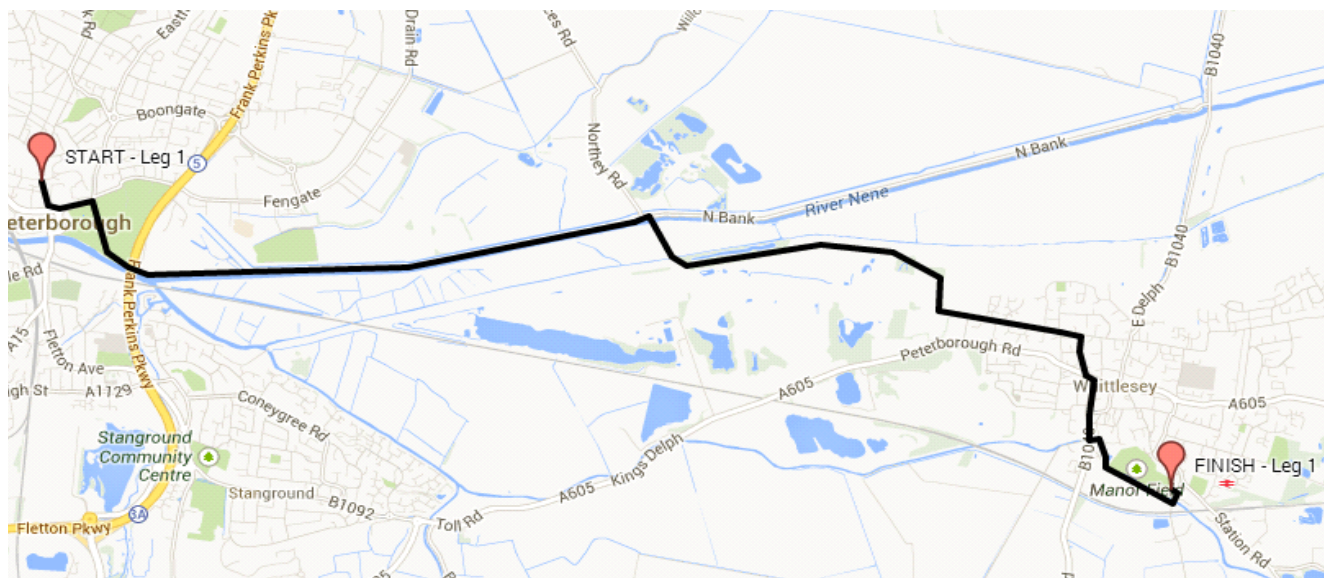 Boongate
Frank Perkins Pk
Drain Rd
Northey Rd
B1040
START - Leg 1
5
Fengate
N Bank
River Nene
N Bank
eterborough
le Rd
B1040
E Delph
Frank Perkins Pkwy
A15
Fletton Ave
gh St
A1129
Peterborough Rd
Whittlesey
A605
A605
Coneygree Rd
Stanground
Community
Centre
Kings Delph
FINISH - Leg 1
Manor Field
Stanground
B1092
A605
Toll Rd
3A
Fletton Pkwy
Station Rd